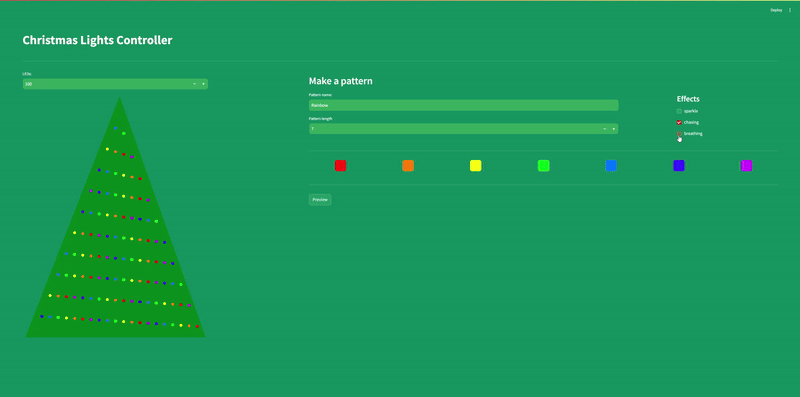 Deploy
Christmas Lights Controller
LEDs:
100
Make a pattern
Pattern name:
Rainbow
Pattern length:
7
Effects
sparkle
chasing
breathing
Preview